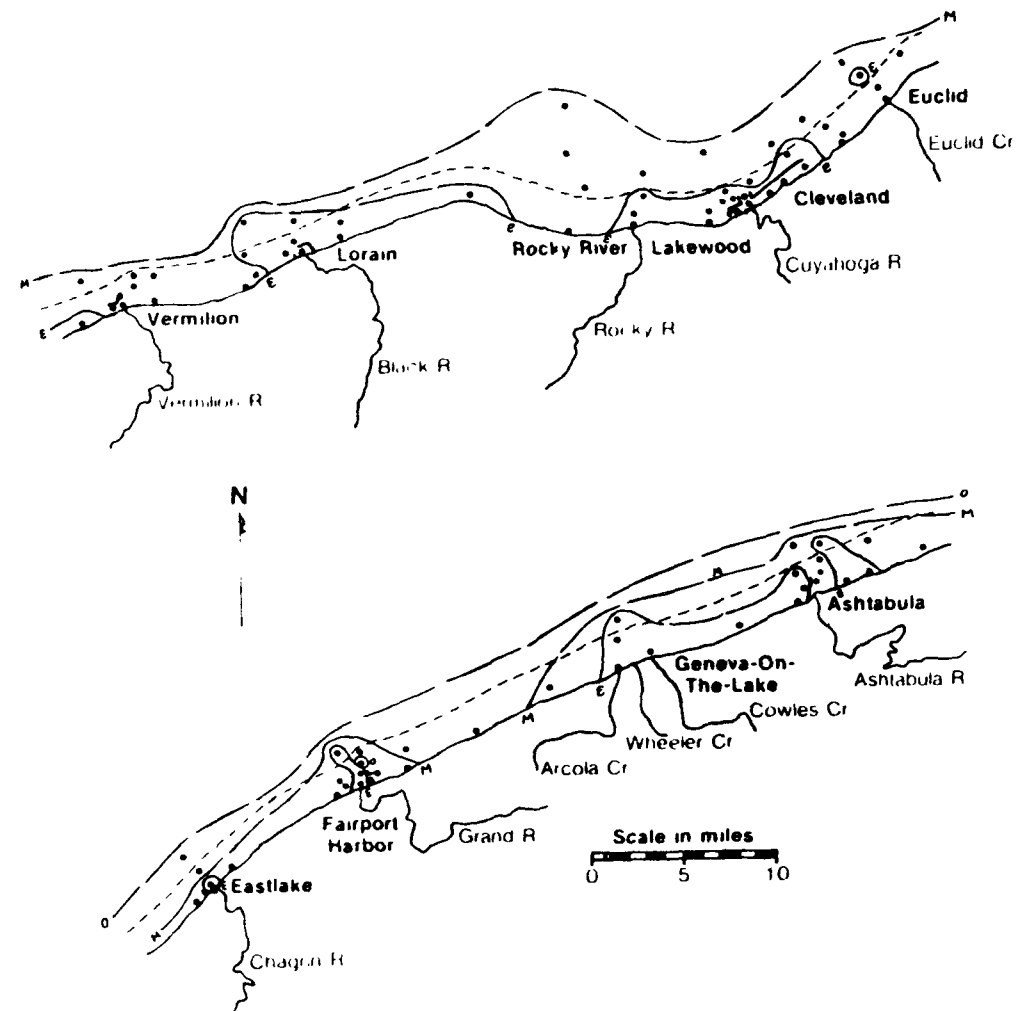 M
E
Euclid
Euclid Cr
Cleveland
E
Rocky River
Lakewood
E
E
Lorain
E
Cuyahoga R
M
Vermilion
E
Rocky R
Black R
Vermilion R
N
O
M
M
Ashtabula
Geneva-On-
The-Lake
Ashtabula R
E
M
Cowles Cr
Wheeler Cr
Arcola Cr
M
E
Fairport
Harbor
Grand R
Scale in miles
0 5 10
Eastlake
E
O
M
Chagrin R